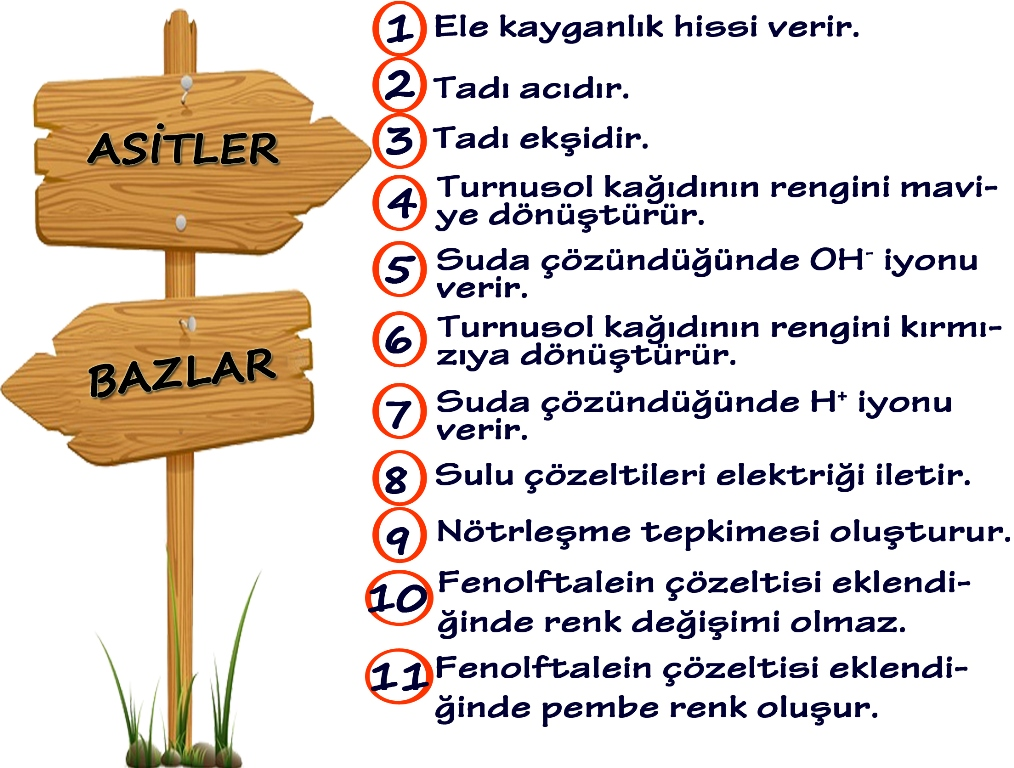 ASİTLER
BAZLAR
1 Ele kayganlık hissi verir.
2 Tadı acıdır.
3 Tadı ekşidir.
4 Turnusol kağıdının rengini mavi-
ye dönüştürür.
5 Suda çözündüğünde OH⁻ iyonu
verir.
6 Turnusol kağıdının rengini kırmı-
zıya dönüştürür.
7 Suda çözündüğünde H⁺ iyonu
verir.
8 Sulu çözeltileri elektriği iletir.
9 Nötrleşme tepkimesi oluşturur.
10 Fenolftalein çözeltisi eklendi-
ğinde renk değişimi olmaz.
11 Fenolftalein çözeltisi eklendi-
ğinde pembe renk oluşur.